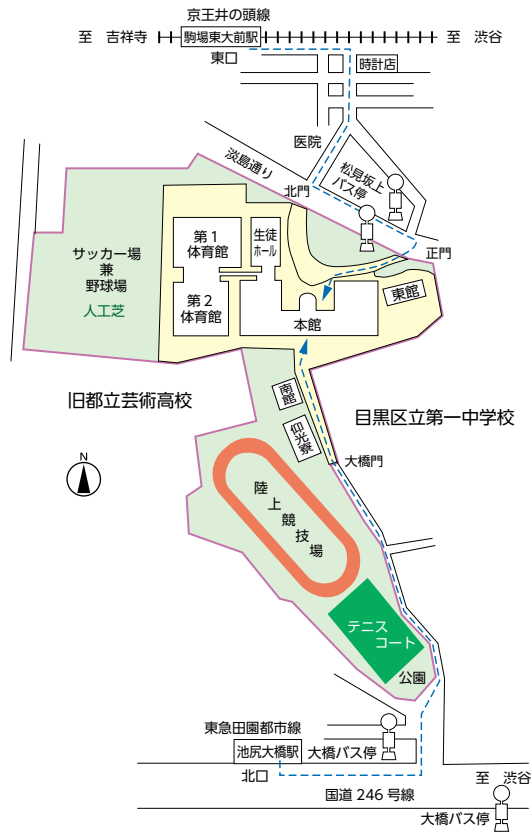 京王井の頭線
至 吉祥寺
駒場東大前駅
至 渋谷
東口
時計店
医院
淡島通り
松見坂上
バス停
北門
正門
第1
体育館
生徒
ホール
サッカー場
兼
野球場
人工芝
第2
体育館
東館
本館
旧都立芸術高校
南館
目黒区立第一中学校
仰光寮
大橋門
N
陸上競技場
テニス
コート
公園
東急田園都市線
池尻大橋駅
大橋バス停
北口
至 渋谷
国道 246 号線
大橋バス停